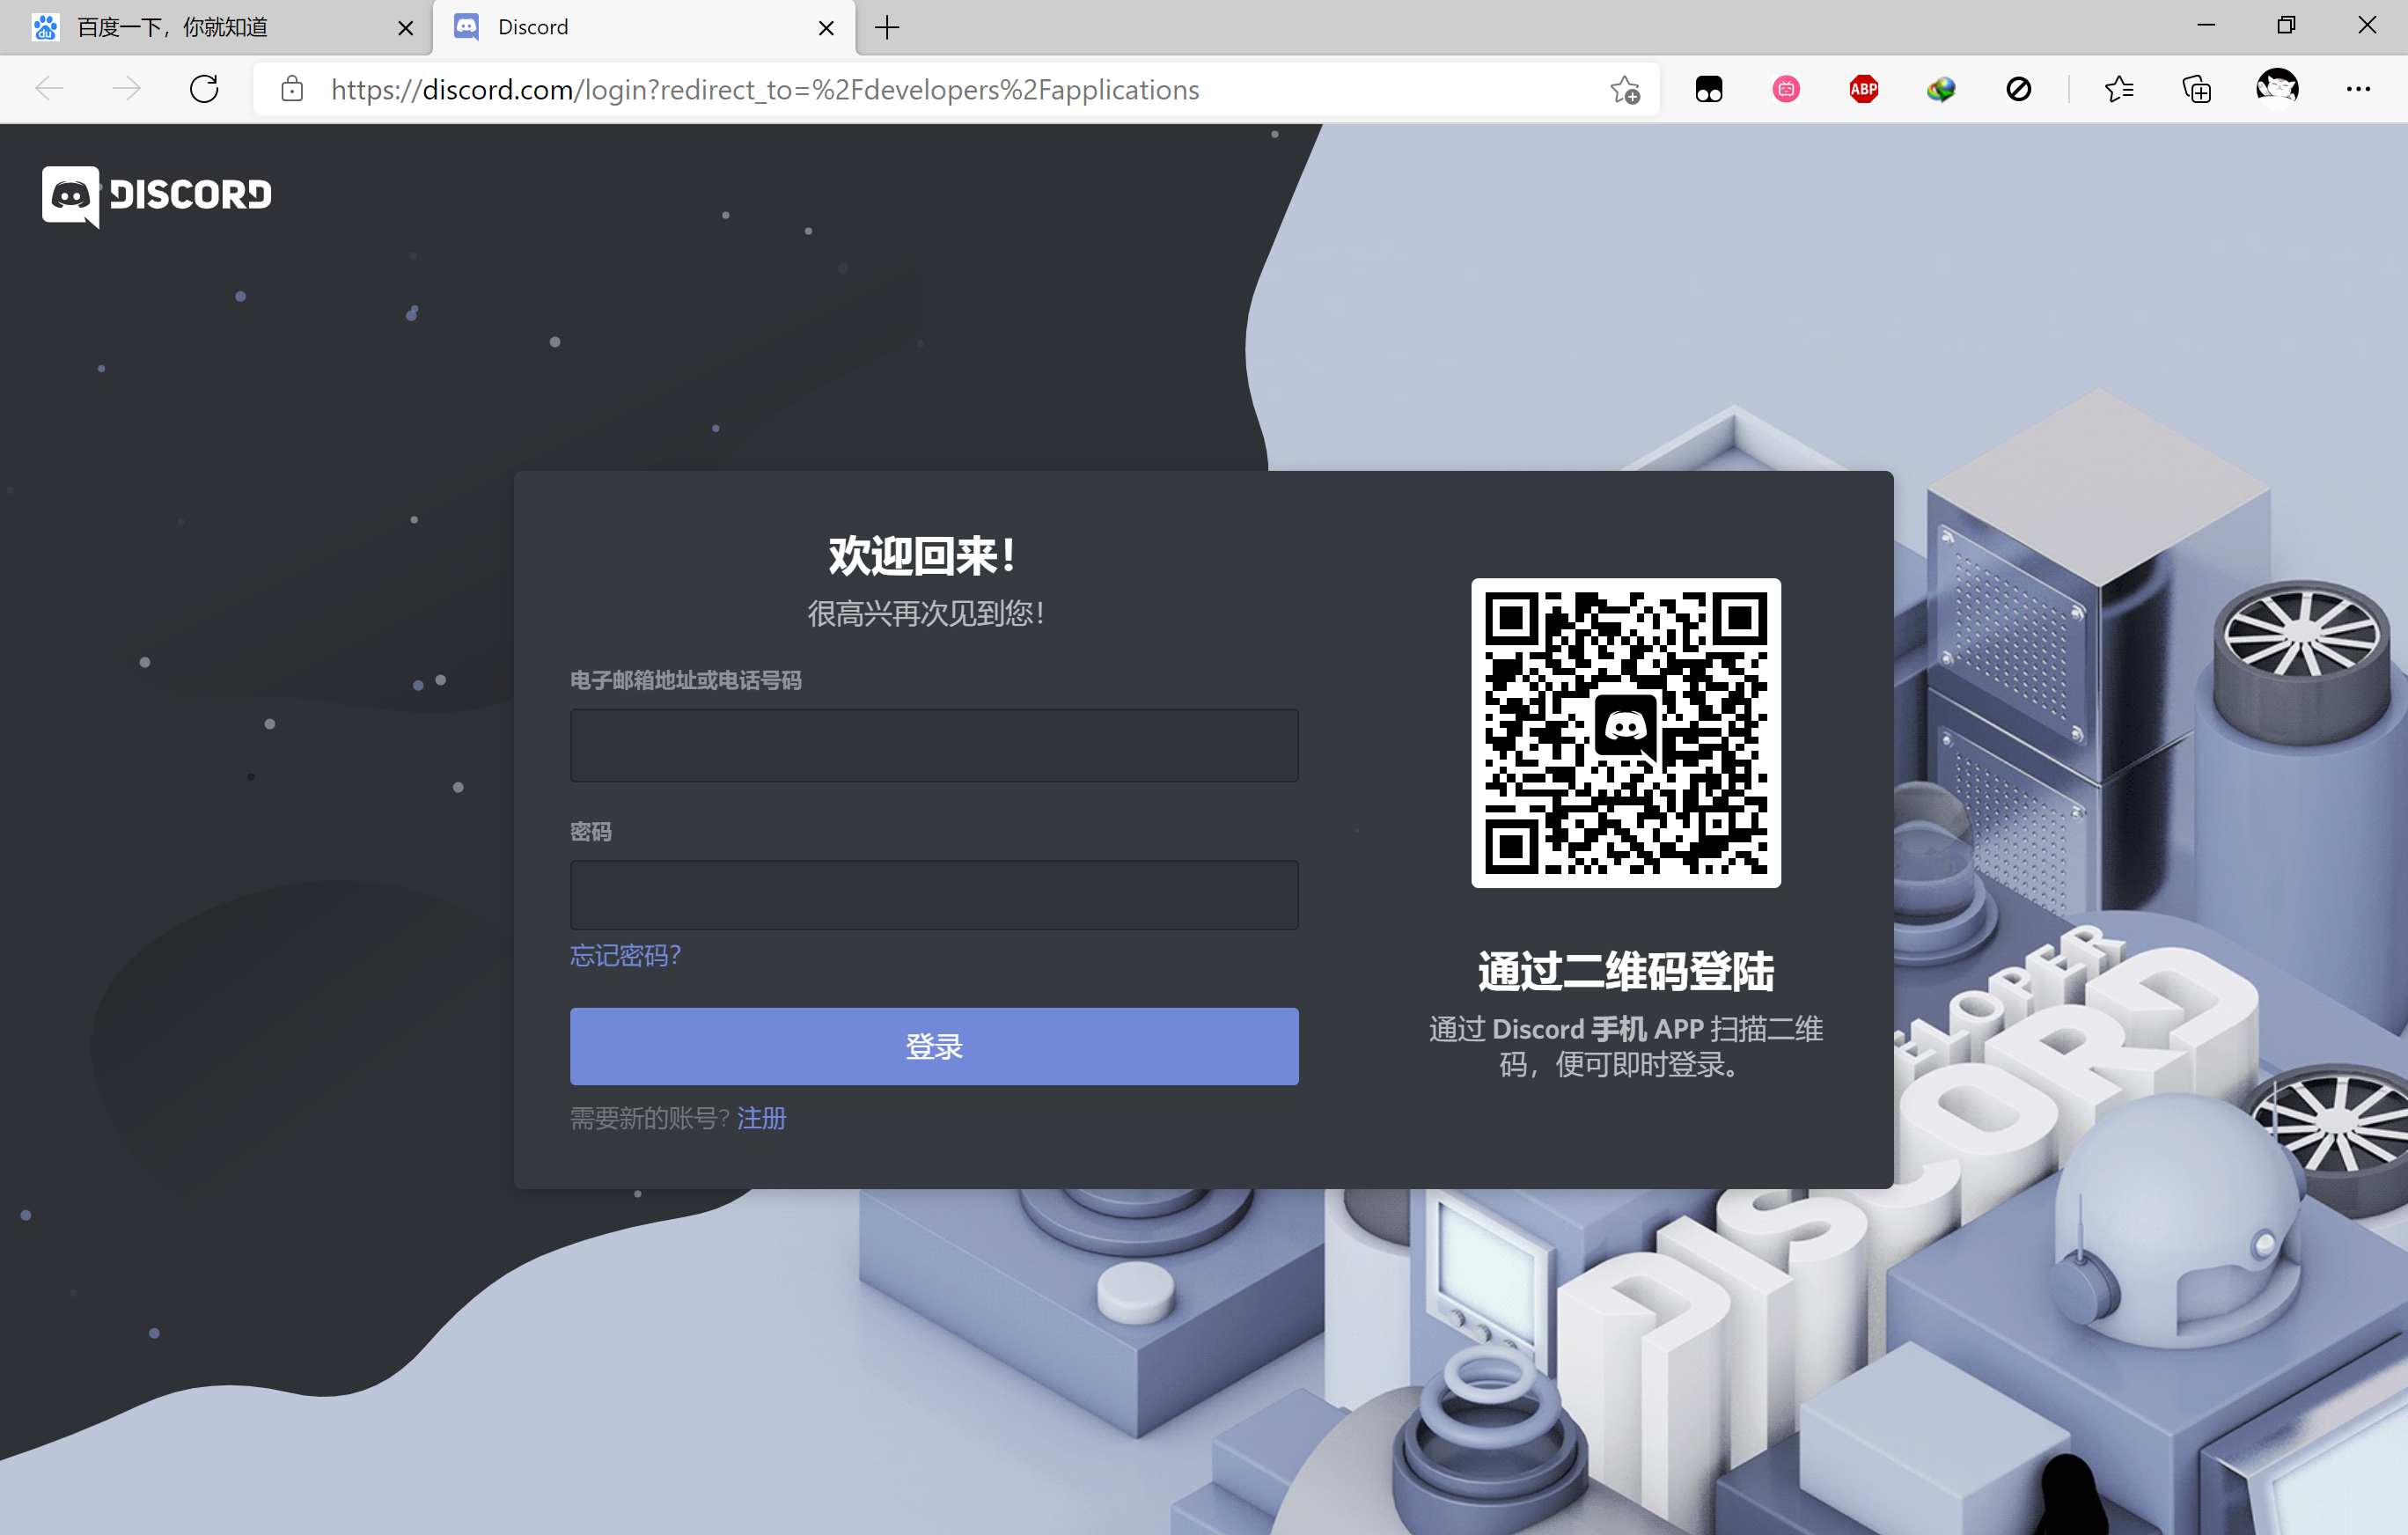 百度一下，你就知道
Discord
https://discord.com/login?redirect_to=%2Fdevelopers%2Fapplications
ABP
du
DISCORD
欢迎回来！
很高兴再次见到您！
电子邮箱地址或电话号码
密码
忘记密码？
登录
需要新的账号？ 注册
通过二维码登陆
通过 Discord 手机 APP 扫描二维
码，便可即时登录。
ELOPER
DISCORD